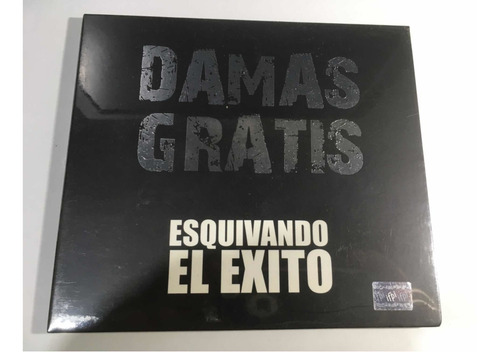 DAMAS
GRATIS
ESQUIVANDO
EL EXITO